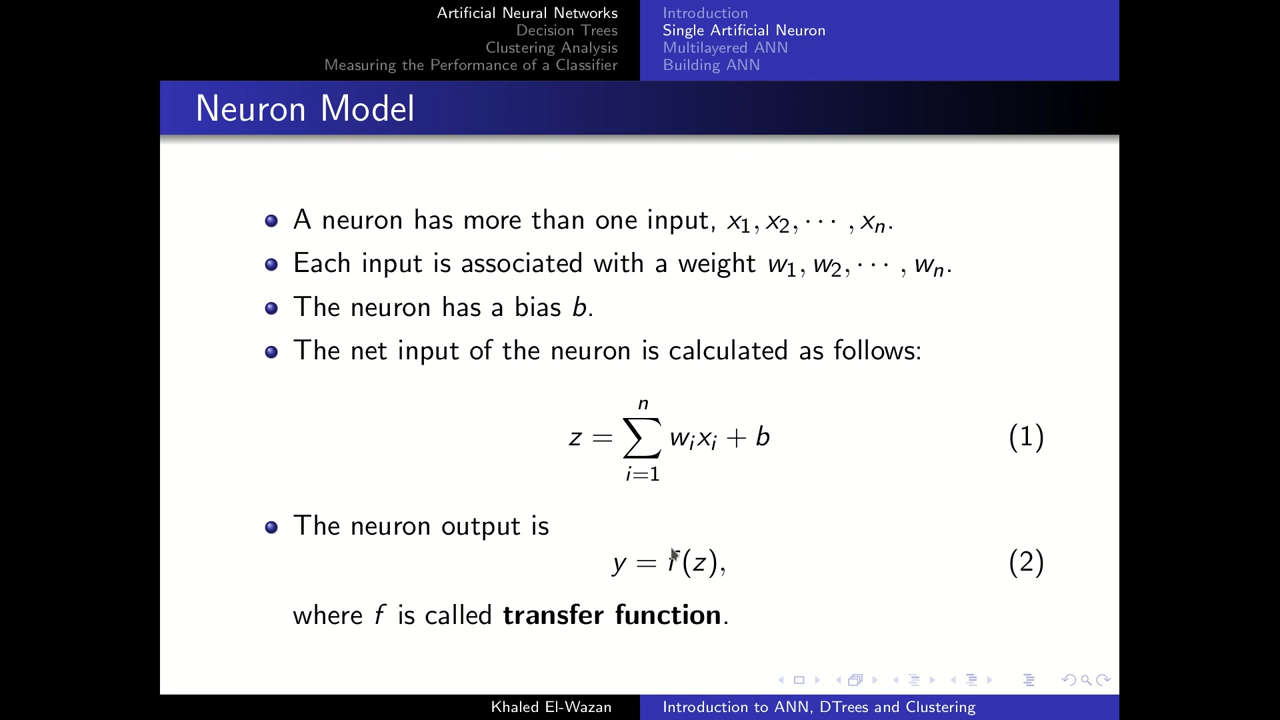 Artificial Neural Networks
Decision Trees
Clustering Analysis
Measuring the Performance of a Classifier
Introduction
Single Artificial Neuron
Multilayered ANN
Building ANN
Neuron Model
A neuron has more than one input, x₁, x₂, ⋯ , xₙ.
Each input is associated with a weight w₁, w₂, ⋯ , wₙ.
The neuron has a bias b.
The net input of the neuron is calculated as follows:
z = ∑ⁿᵢ₌₁ wᵢxᵢ + b (1)
The neuron output is
y = f(z), (2)
where f is called transfer function.
Khaled El-Wazan
Introduction to ANN, DTrees and Clustering